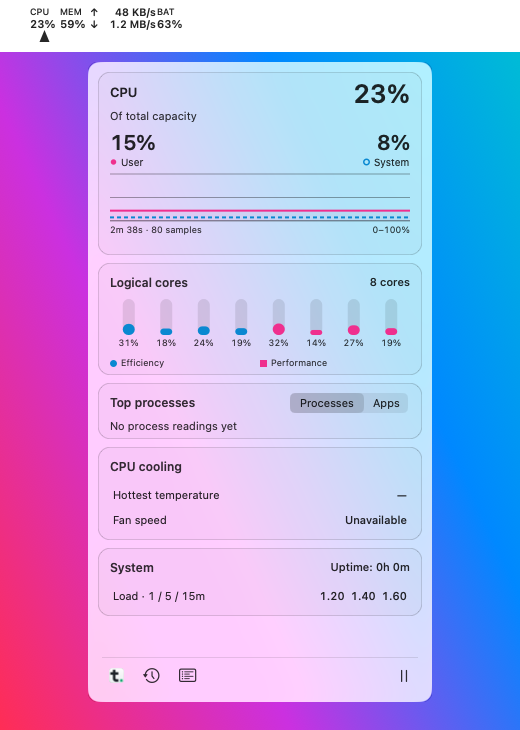 CPU MEM ↑ 48 KB/s BAT
23% 59% ↓ 1.2 MB/s 63%
CPU 23%
Of total capacity
15% 8%
User System
2m 38s · 80 samples 0–100%
Logical cores 8 cores
31% 18% 24% 19% 32% 14% 27% 19%
Efficiency Performance
Top processes Processes Apps
No process readings yet
CPU cooling
Hottest temperature —
Fan speed Unavailable
System Uptime: 0h 0m
Load · 1 / 5 / 15m 1.20 1.40 1.60
t.